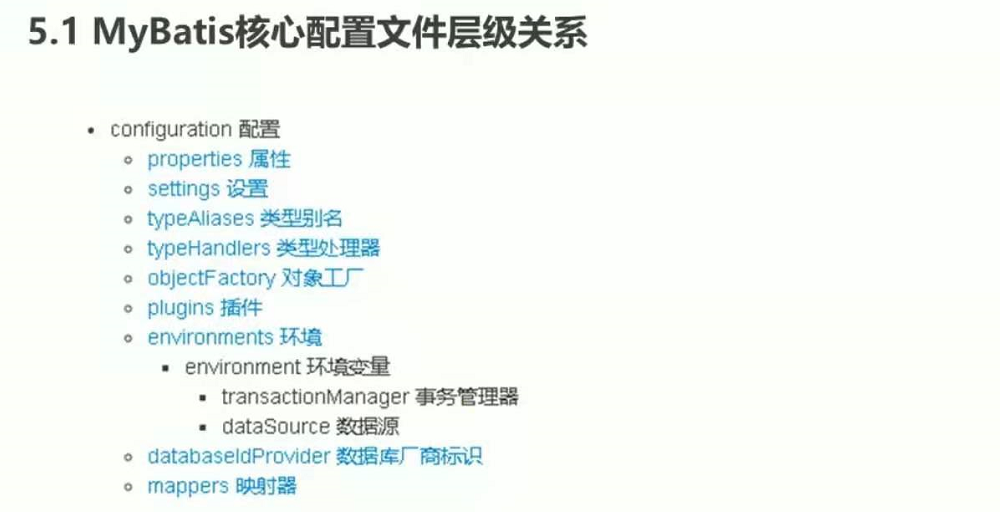 5.1 MyBatis核心配置文件层级关系
configuration 配置
properties 属性
settings 设置
typeAliases 类型别名
typeHandlers 类型处理器
objectFactory 对象工厂
plugins 插件
environments 环境
environment 环境变量
transactionManager 事务管理器
dataSource 数据源
databaseIdProvider 数据库厂商标识
mappers 映射器